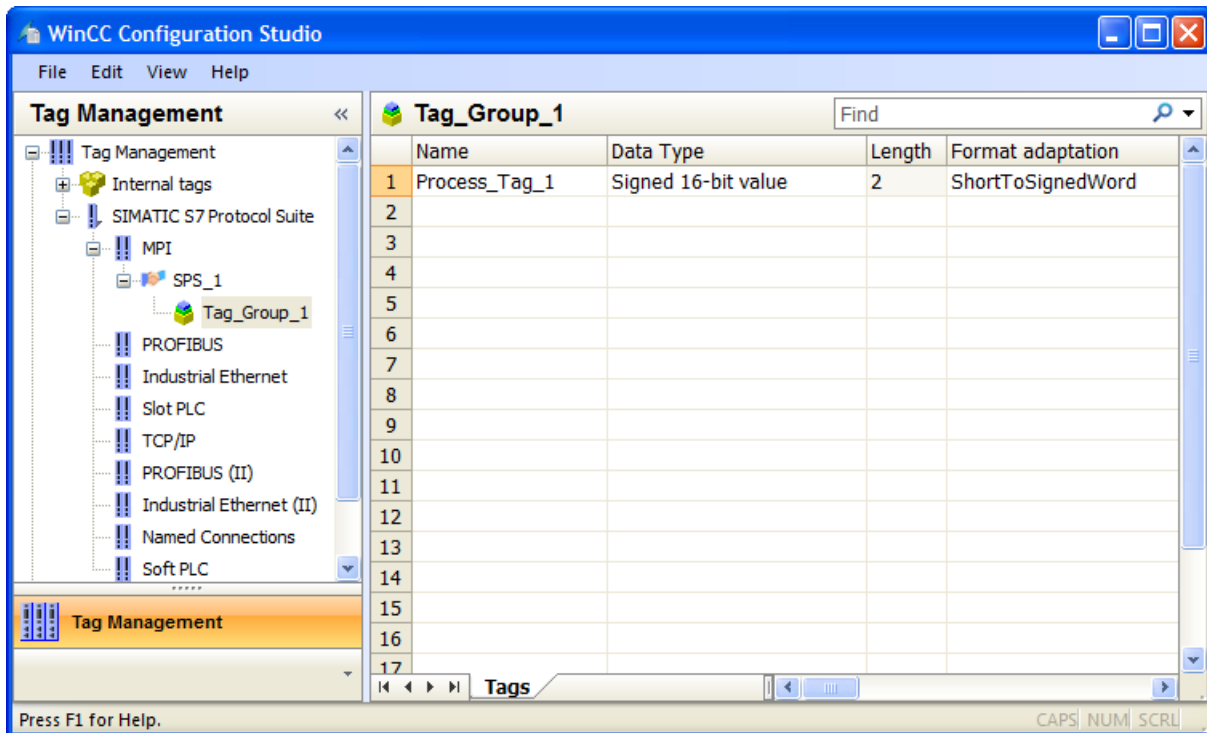 WinCC Configuration Studio
File Edit View Help
Tag Management «
Tag Management
Internal tags
SIMATIC S7 Protocol Suite
MPI
SPS_1
Tag_Group_1
PROFIBUS
Industrial Ethernet
Slot PLC
TCP/IP
PROFIBUS (II)
Industrial Ethernet (II)
Named Connections
Soft PLC
Tag Management
Tag_Group_1 Find
Name Data Type Length Format adaptation
1 Process_Tag_1 Signed 16-bit value 2 ShortToSignedWord
2
3
4
5
6
7
8
9
10
11
12
13
14
15
16
17
Tags
Press F1 for Help. CAPS NUM SCRL